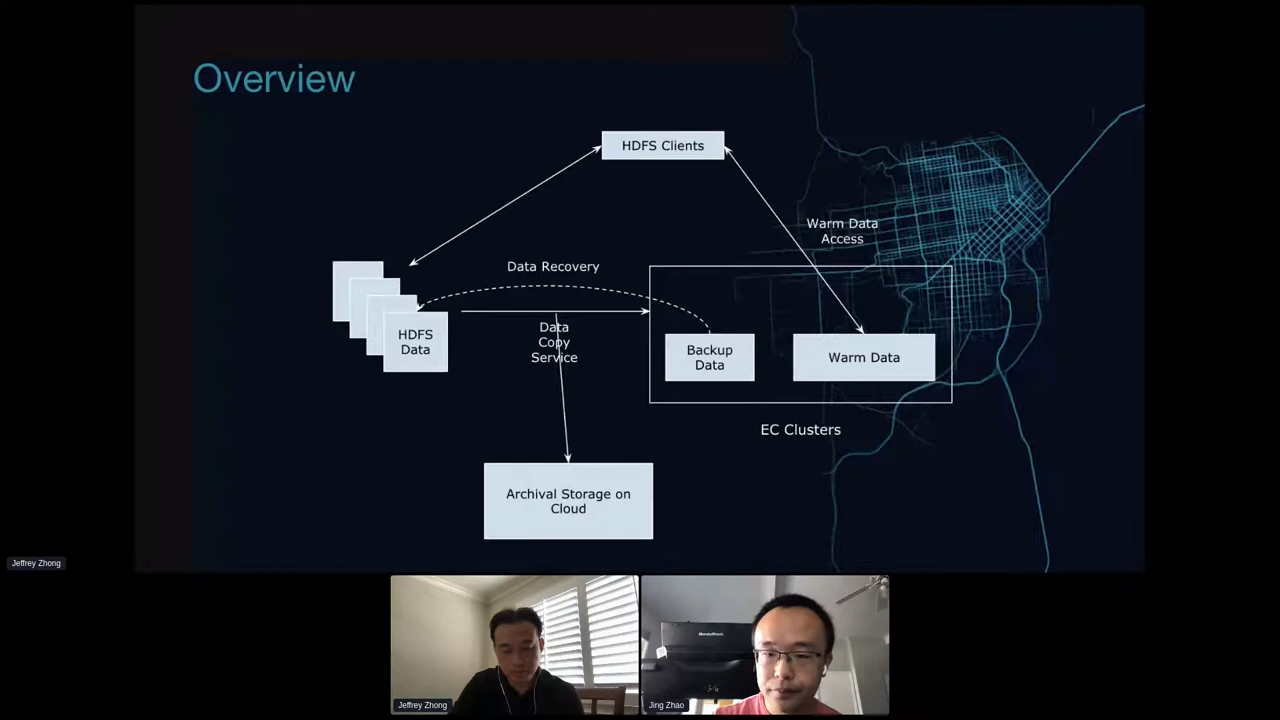 Overview
HDFS Clients
Warm Data
Access
Data Recovery
HDFS
Data
Data
Copy
Service
Backup
Data
Warm Data
EC Clusters
Archival Storage on
Cloud
Jeffrey Zhong
NordicTrack
Jeffrey Zhong
Jing Zhao